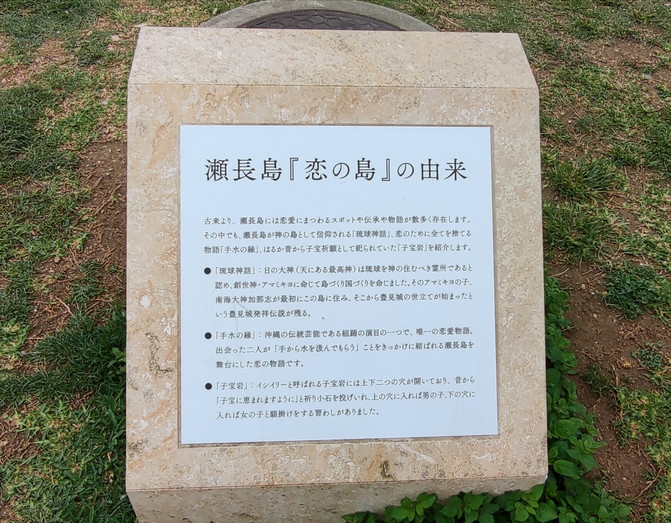 瀬長島『恋の島』の由来
古来より、瀬長島には恋愛にまつわるスポットや伝承や物語が数多く存在します。
その中でも、瀬長島が神の島として信仰される「琉球神話」、恋のために全てを捨てる
物語「手水の縁」、はるか昔から子宝祈願として祀られていた「子宝岩」を紹介します。
●「琉球神話」：日の大神（天にある最高神）は琉球を神の住むべき霊所であると
認め、創世神・アマミキヨに命じて島づくり国づくりを命じました。そのアマミキヨの子、
南海大神加那志が最初にこの島に住み、そこから豊見城の世立てが始まったと
いう豊見城発祥伝説が残る。
●「手水の縁」：沖縄の伝統芸能である組踊の演目の一つで、唯一の恋愛物語。
出会った二人が「手から水を汲んでもらう」ことをきっかけに結ばれる瀬長島を
舞台にした恋の物語です。
●「子宝岩」：イシイリーと呼ばれる子宝岩には上下二つの穴が開いており、昔から
「子宝に恵まれますように」と祈り小石を投げいれ、上の穴に入れば男の子、下の穴に
入れば女の子と願掛けをする習わしがありました。